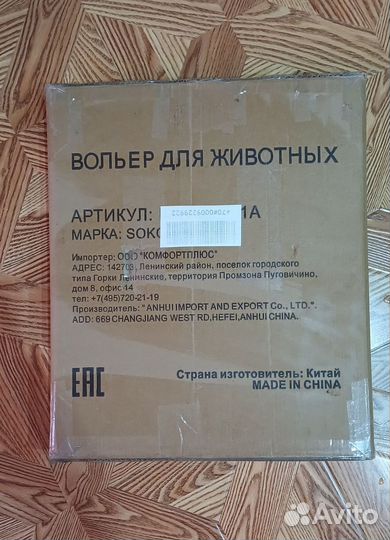 ВОЛЬЕР ДЛЯ ЖИВОТНЫХ
АРТИКУЛ:
МАРКА:
Импортер: ООО "КОМФОРТПЛЮС"
АДРЕС: 142703, Ленинский район, поселок городского
типа Горки Ленинские, территория Промзона Пуговичино,
дом 8, офис 14
тел: +7(495)720-21-19
Производитель: " ANHUI IMPORT AND EXPORT Co., LTD.".
ADD: 669 CHANGJIANG WEST RD,HEFEI,ANHUI CHINA.
EAC
Страна изготовитель: Китай
MADE IN CHINA
Avito